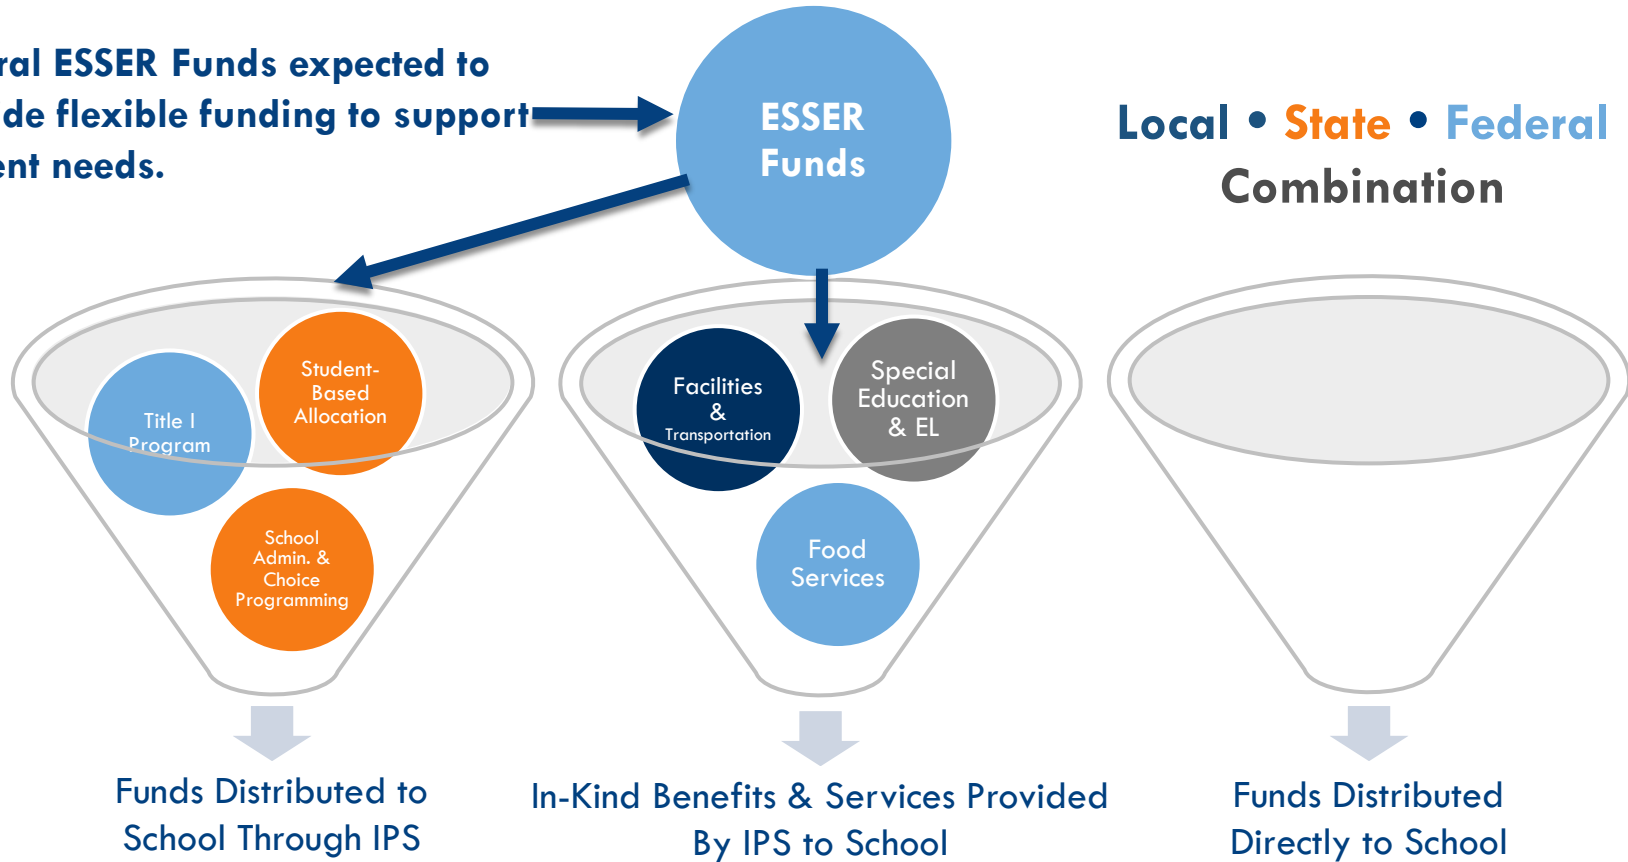 ral ESSER Funds expected to
de flexible funding to support
ent needs.
ESSER
Funds
Local • State • Federal
Combination
Title I
Program
Student-
Based
Allocation
School
Admin. &
Choice
Programming
Facilities
&
Transportation
Special
Education
& EL
Food
Services
Funds Distributed to
School Through IPS
In-Kind Benefits & Services Provided
By IPS to School
Funds Distributed
Directly to School